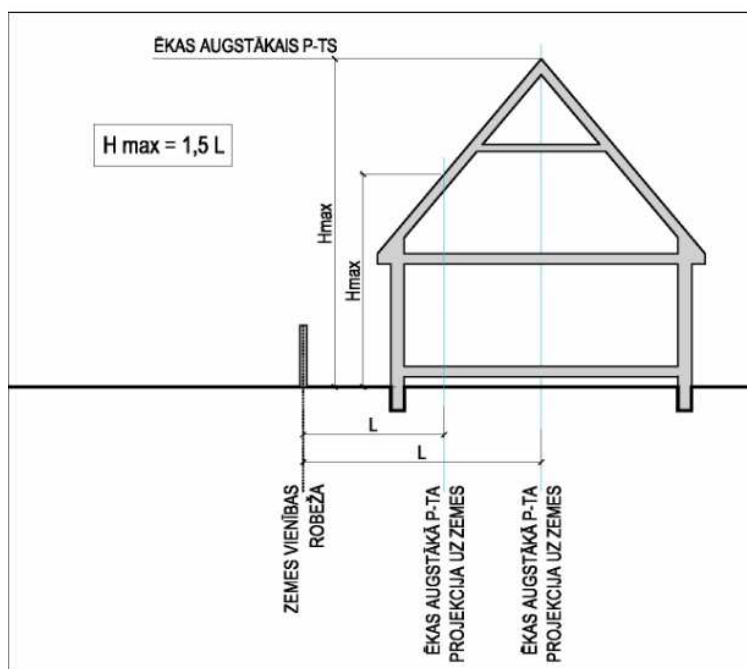 ĒKAS AUGSTĀKAIS P-TS
H max = 1,5 L
Hmax
Hmax
L
L
ZEMES VIENĪBAS
ROBEŽA
ĒKAS AUGSTĀKĀ P-TA
PROJEKCIJA UZ ZEMES
ĒKAS AUGSTĀKĀ P-TA
PROJEKCIJA UZ ZEMES